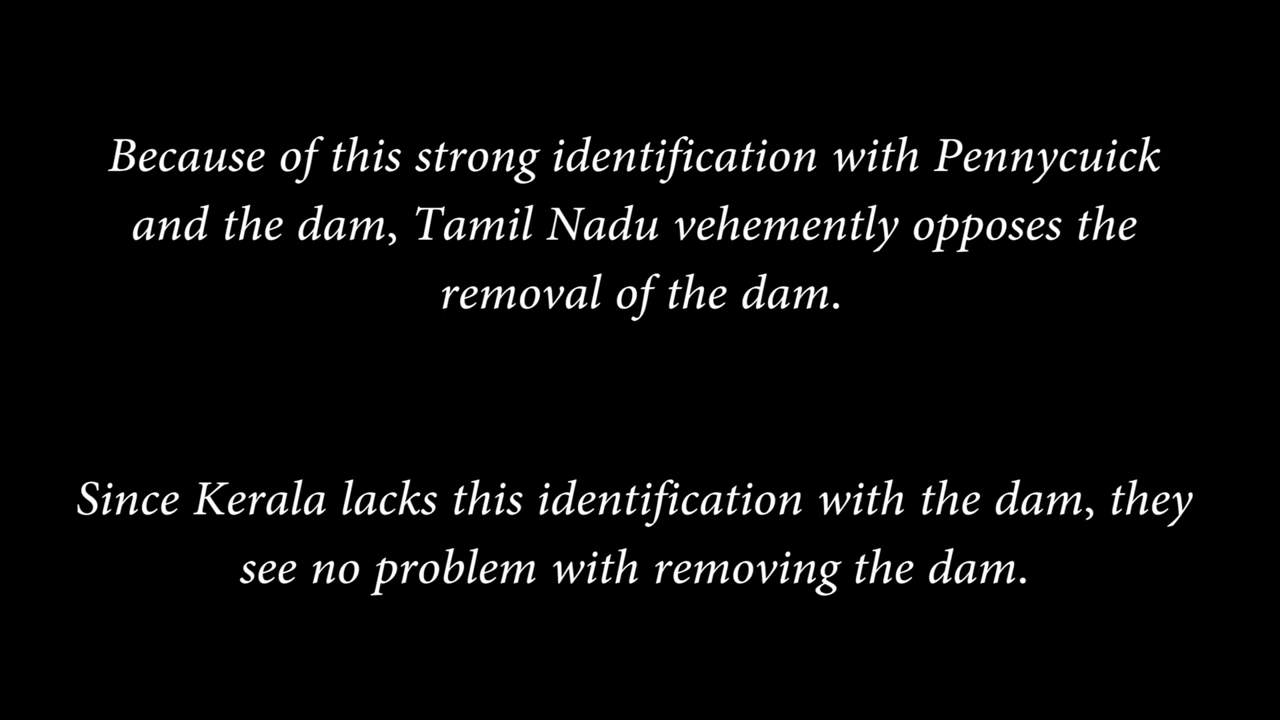 Because of this strong identification with Pennycuick
and the dam, Tamil Nadu vehemently opposes the
removal of the dam.
Since Kerala lacks this identification with the dam, they
see no problem with removing the dam.